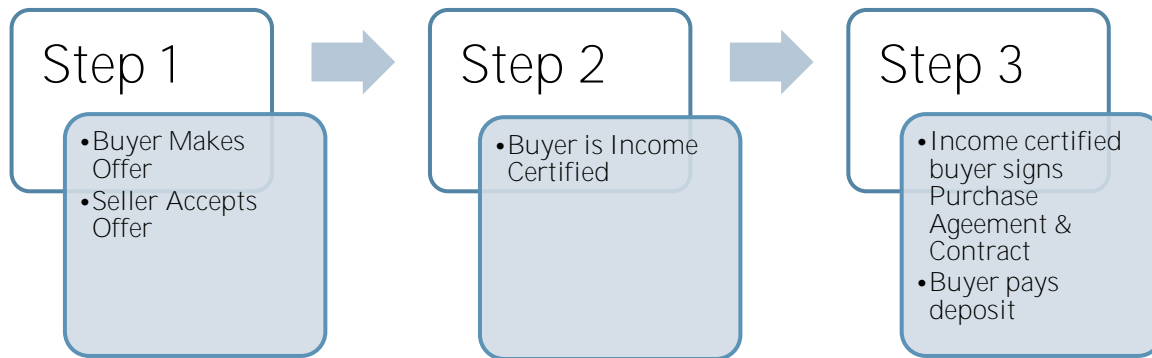 Step 1
•Buyer Makes
Offer
•Seller Accepts
Offer
Step 2
•Buyer is Income
Certified
Step 3
•Income certified
buyer signs
Purchase
Ageement &
Contract
•Buyer pays
deposit